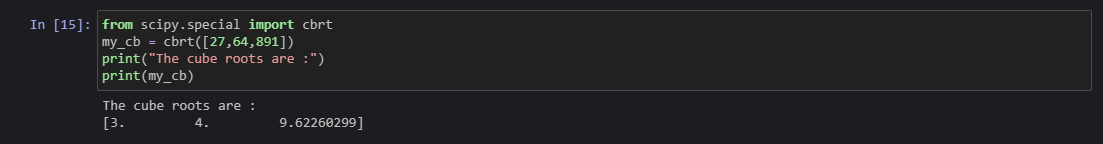 In [15]: from scipy.special import cbrt
my_cb = cbrt([27,64,891])
print("The cube roots are :")
print(my_cb)
The cube roots are :
[3.         4.         9.62260299]